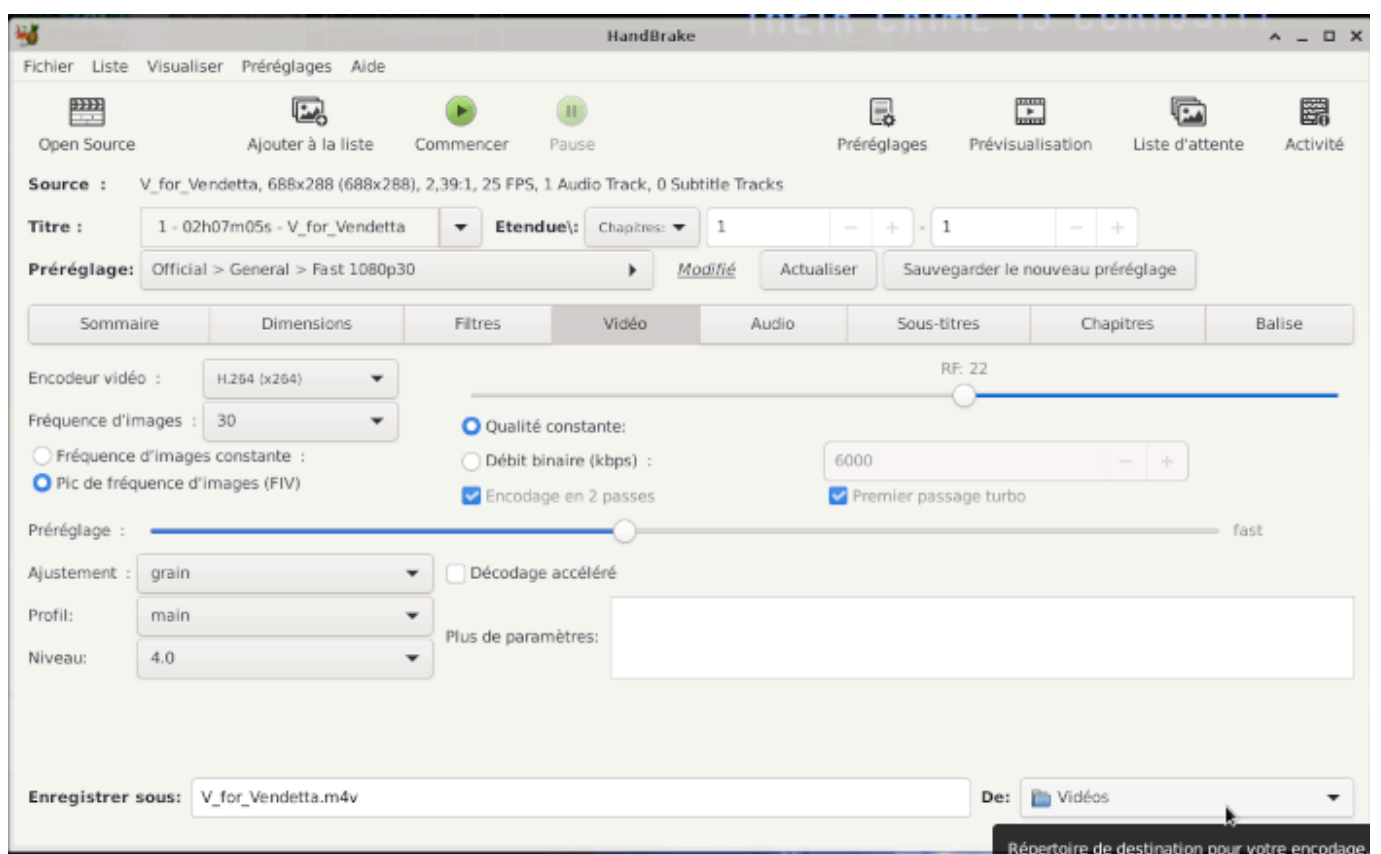 THEIR CRIME IS CURIOSITY
HandBrake
Fichier Liste Visualiser Préréglages Aide
Open Source Ajouter à la liste Commencer Pause Préréglages Prévisualisation Liste d'attente Activité
Source : V_for_Vendetta, 688x288 (688x288), 2,39:1, 25 FPS, 1 Audio Track, 0 Subtitle Tracks
Titre : 1 - 02h07m05s - V_for_Vendetta Etendue\: Chapitres: 1 - + - 1 - +
Préréglage: Official > General > Fast 1080p30 Modifié Actualiser Sauvegarder le nouveau préréglage
Sommaire Dimensions Filtres Vidéo Audio Sous-titres Chapitres Balise
Encodeur vidéo : H.264 (x264) RF: 22
Fréquence d'images : 30 Qualité constante:
Fréquence d'images constante : Débit binaire (kbps) : 6000 - +
Pic de fréquence d'images (FIV) Encodage en 2 passes Premier passage turbo
Préréglage : fast
Ajustement : grain Décodage accéléré
Profil: main
Plus de paramètres:
Niveau: 4.0
Enregistrer sous: V_for_Vendetta.m4v De: Vidéos
Répertoire de destination pour votre encodage